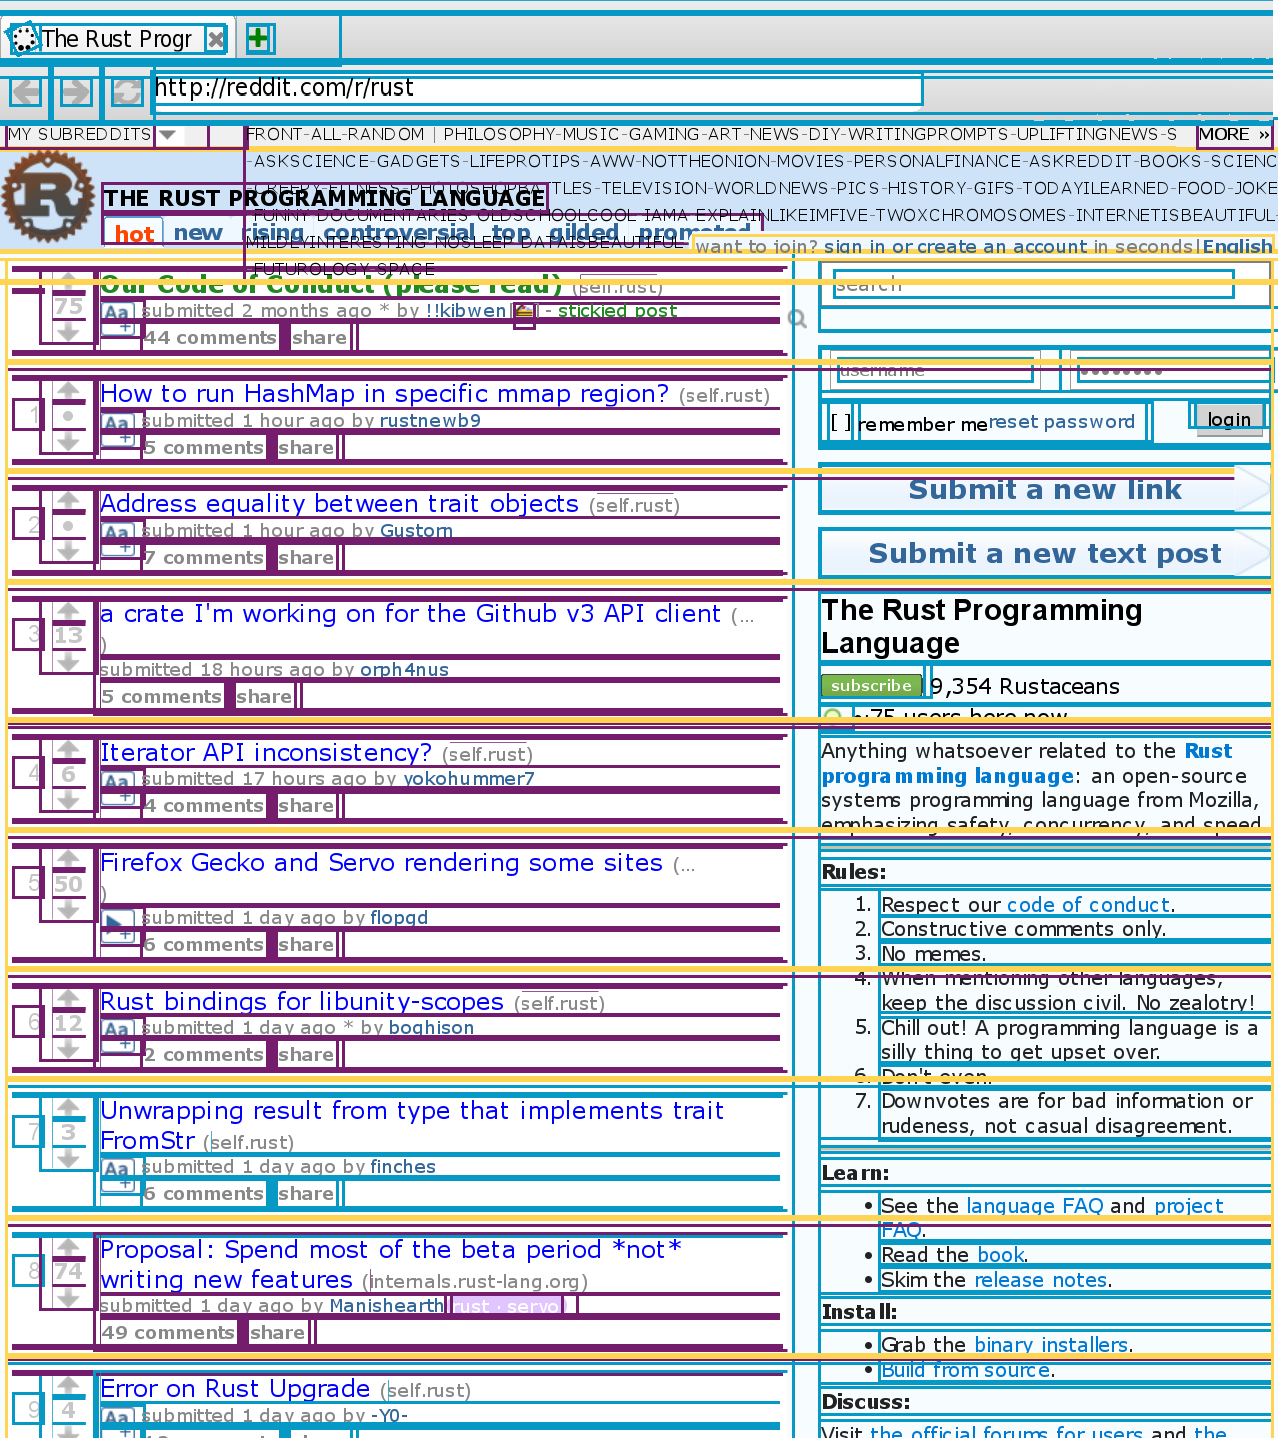 The Rust Progr
http://reddit.com/r/rust
MY SUBREDDITS
FRONT-ALL-RANDOM | PHILOSOPHY-MUSIC-GAMING-ART-NEWS-DIY-WRITINGPROMPTS-UPLIFTINGNEWS-S
MORE »
-ASKSCIENCE-GADGETS-LIFEPROTIPS-AWW-NOTTHEONION-MOVIES-PERSONALFINANCE-ASKREDDIT-BOOKS-SCIENC
-CREEPY-FITNESS-PHOTOSHOPBATTLES-TELEVISION-WORLDNEWS-PICS-HISTORY-GIFS-TODAYILEARNED-FOOD-JOKE
THE RUST PROGRAMMING LANGUAGE
-FUNNY-DOCUMENTARIES-OLDSCHOOLCOOL-IAMA-EXPLAINLIKEIMFIVE-TWOXCHROMOSOMES-INTERNETISBEAUTIFUL-
hot new rising controversial top gilded promoted
MILDLYINTERESTING-NOSLEEP-DATAISBEAUTIFUL-
-FUTUROLOGY-SPACE
want to join? sign in or create an account in seconds|English
75
Our Code of Conduct (please read) (self.rust)
Aa+ submitted 2 months ago * by !!kibwen - stickied post
44 comments share
1
How to run HashMap in specific mmap region? (self.rust)
Aa+ submitted 1 hour ago by rustnewb9
5 comments share
2
Address equality between trait objects (self.rust)
Aa+ submitted 1 hour ago by Gustorn
7 comments share
3 13
a crate I'm working on for the Github v3 API client (...
)
submitted 18 hours ago by orph4nus
5 comments share
4 6
Iterator API inconsistency? (self.rust)
Aa+ submitted 17 hours ago by yokohummer7
4 comments share
5 50
Firefox Gecko and Servo rendering some sites (...
)
submitted 1 day ago by flopgd
6 comments share
6 12
Rust bindings for libunity-scopes (self.rust)
Aa+ submitted 1 day ago * by boghison
2 comments share
7 3
Unwrapping result from type that implements trait
FromStr (self.rust)
Aa+ submitted 1 day ago by finches
6 comments share
8 74
Proposal: Spend most of the beta period *not*
writing new features (internals.rust-lang.org)
submitted 1 day ago by Manishearth rust · servo
49 comments share
9 4
Error on Rust Upgrade (self.rust)
Aa submitted 1 day ago by -Y0-
search
username
[ ] remember me reset password login
Submit a new link
Submit a new text post
The Rust Programming
Language
subscribe 9,354 Rustaceans
75 users here now
Anything whatsoever related to the Rust
programming language: an open-source
systems programming language from Mozilla,
emphasizing safety, concurrency, and speed
Rules:
1. Respect our code of conduct.
2. Constructive comments only.
3. No memes.
4. When mentioning other languages,
keep the discussion civil. No zealotry!
5. Chill out! A programming language is a
silly thing to get upset over.
6. Don't even.
7. Downvotes are for bad information or
rudeness, not casual disagreement.
Learn:
• See the language FAQ and project
FAQ.
• Read the book.
• Skim the release notes.
Install:
• Grab the binary installers.
• Build from source.
Discuss:
Visit the official forums for users and the